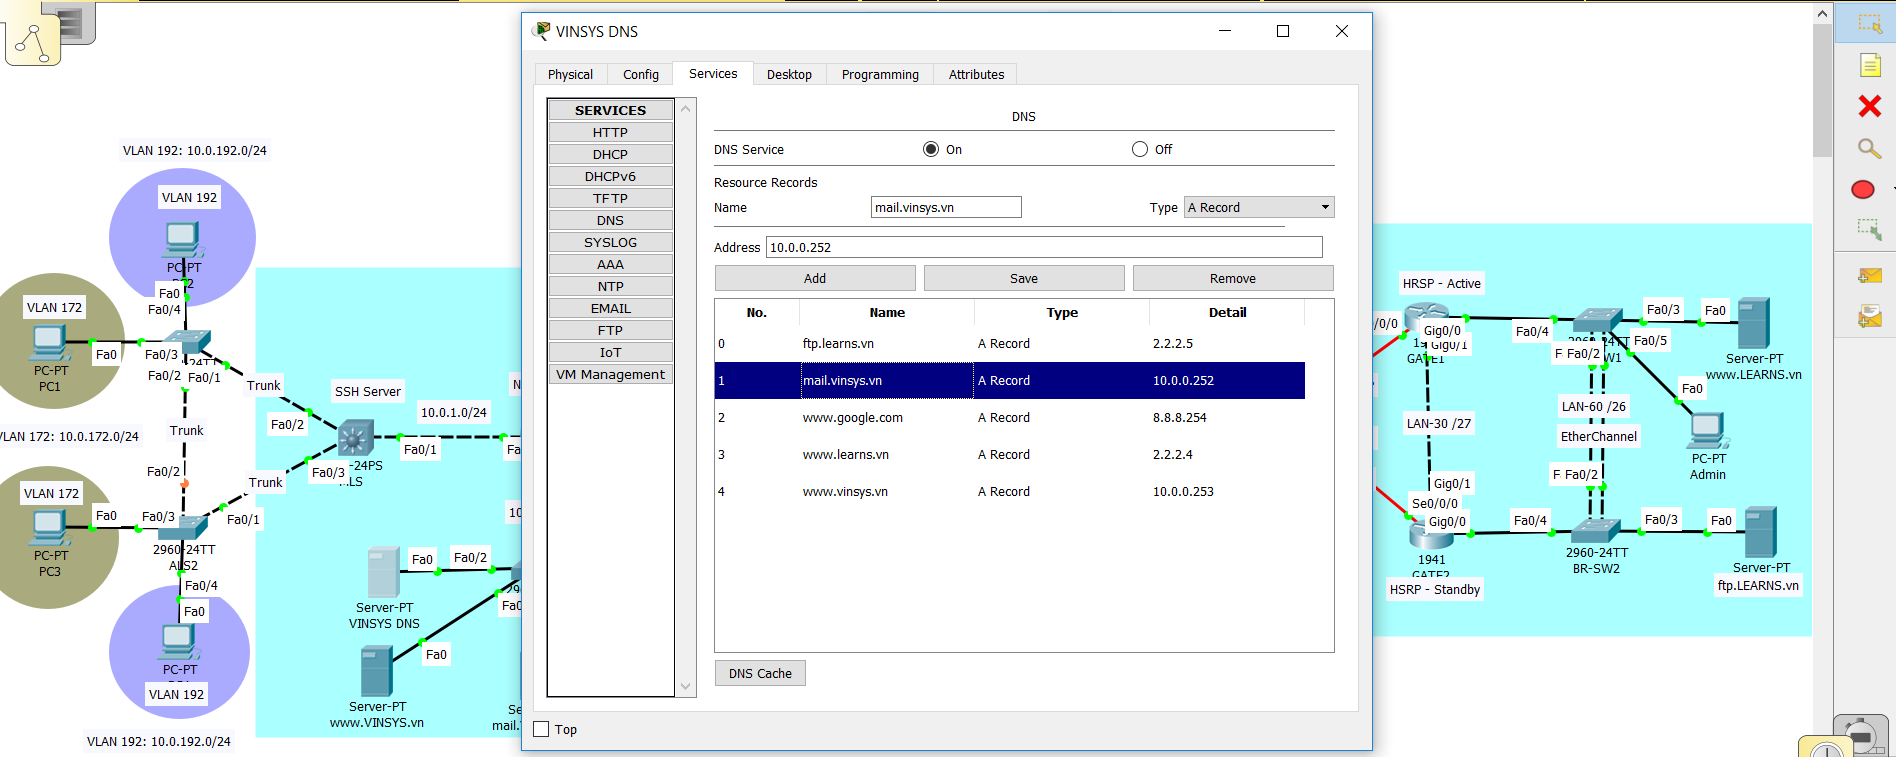 VINSYS DNS
Physical
Config
Services
Desktop
Programming
Attributes
SERVICES
HTTP
DHCP
DHCPv6
TFTP
DNS
SYSLOG
AAA
NTP
EMAIL
FTP
IoT
VM Management
DNS
DNS Service
On
Off
Resource Records
Name
mail.vinsys.vn
Type
A Record
Address
10.0.0.252
Add
Save
Remove
No.
Name
Type
Detail
0
ftp.learns.vn
A Record
2.2.2.5
1
mail.vinsys.vn
A Record
10.0.0.252
2
www.google.com
A Record
8.8.8.254
3
www.learns.vn
A Record
2.2.2.4
4
www.vinsys.vn
A Record
10.0.0.253
DNS Cache
Top
VLAN 192: 10.0.192.0/24
VLAN 192
PC-PT
Fa0
Fa0/4
VLAN 172
Fa0
Fa0/3
PC-PT
PC1
Fa0/2
Fa0/1
Trunk
SSH Server
10.0.1.0/24
Fa0/2
Trunk
VLAN 172: 10.0.172.0/24
Fa0/1
-24PS
Fa0/3
Fa0/2
Trunk
VLAN 172
Fa0
Fa0/3
Fa0/1
PC-PT
PC3
2960-24TT
ALS2
Fa0/4
Fa0
PC-PT
VLAN 192
VLAN 192: 10.0.192.0/24
Fa0
Fa0/2
Server-PT
VINSYS DNS
Fa0
Server-PT
www.VINSYS.vn
mail.
HRSP - Active
/0/0
Gig0/0
Gig0/1
GATE1
Fa0/4
Fa0/3
Fa0
Fa0/2
Fa0/5
Server-PT
www.LEARNS.vn
Fa0
LAN-60 /26
LAN-30 /27
EtherChannel
PC-PT
Admin
Gig0/1
F Fa0/2
Se0/0/0
Gig0/0
Fa0/4
Fa0/3
Fa0
1941
GATE2
2960-24TT
BR-SW2
Server-PT
ftp.LEARNS.vn
HSRP - Standby